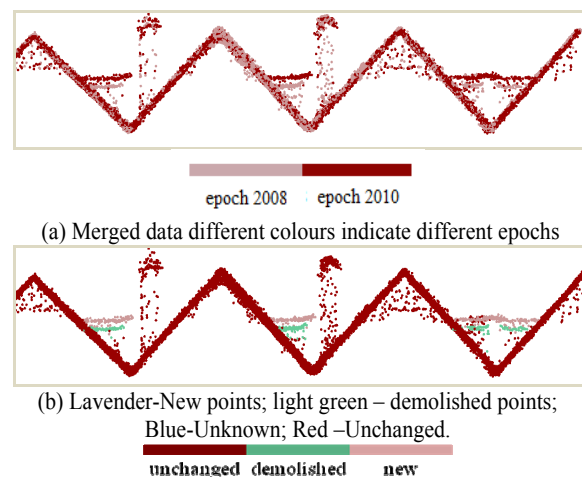 epoch 2008 epoch 2010
(a) Merged data different colours indicate different epochs
(b) Lavender-New points; light green – demolished points;
Blue-Unknown; Red –Unchanged.
unchanged demolished new